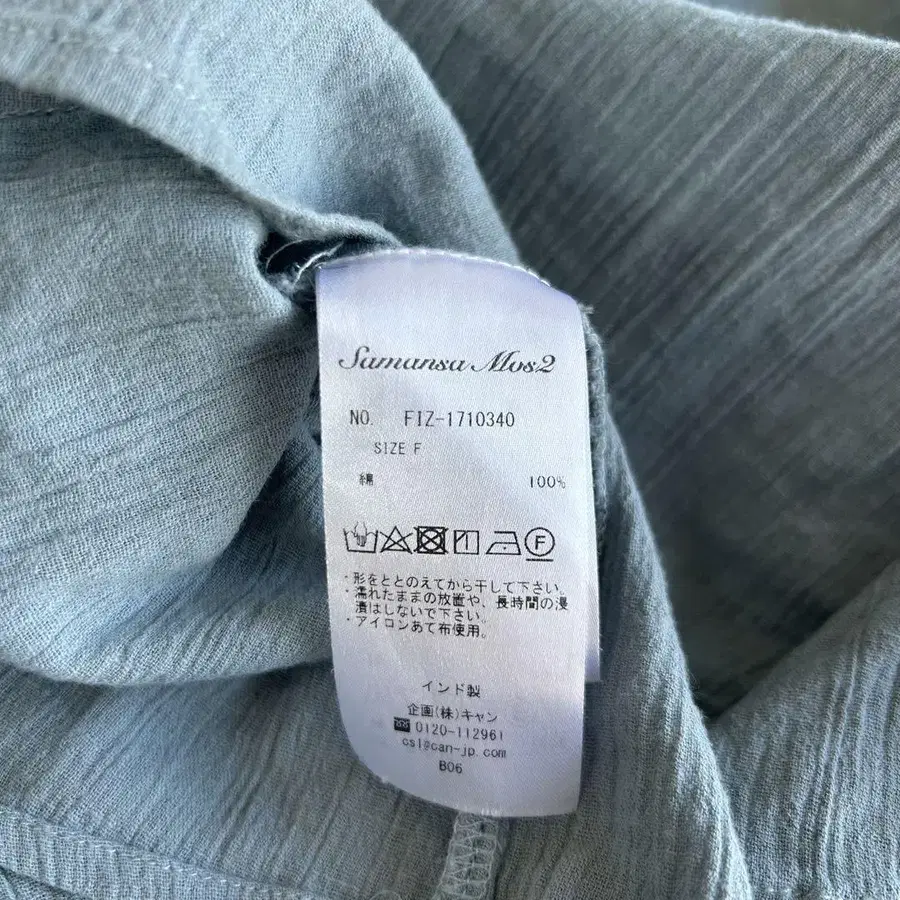 Samansa Mos2
NO. FIZ-1710340
SIZE F
綿 100%
F
・形をととのえてから干して下さい。
・濡れたままの放置や、長時間の浸
漬はしないで下さい。
・アイロンあて布使用。
インド製
企画(株)キャン
0120-112961
csl@can-jp.com
B06